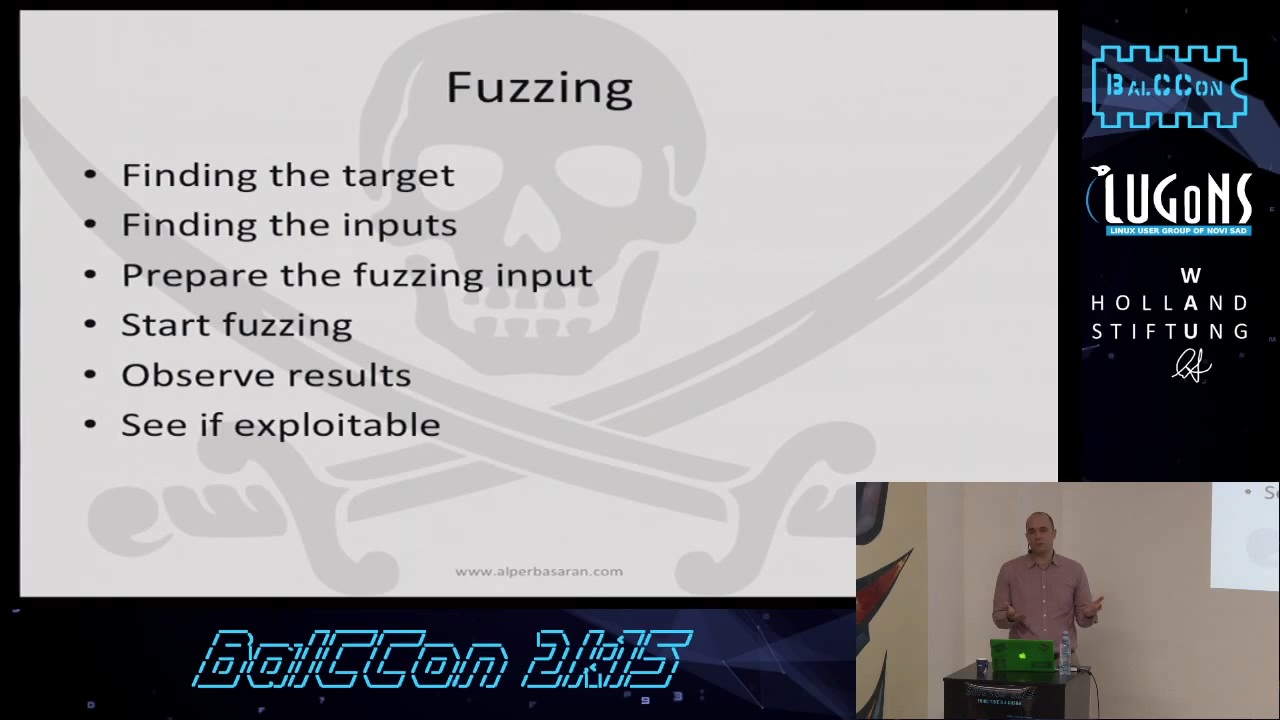 Fuzzing
• Finding the target
• Finding the inputs
• Prepare the fuzzing input
• Start fuzzing
• Observe results
• See if exploitable
www.alperbasaran.com
BALCCON
LUGONS
LINUX USER GROUP OF NOVI SAD
W
HOLLAND
STIFTUNG
BalCCon 2k15